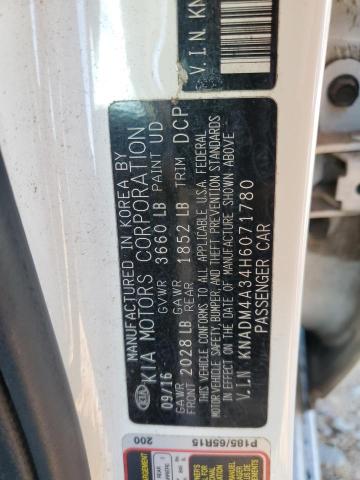 V.I.N KN
MANUFACTURED IN KOREA BY
KIA MOTORS CORPORATION
09/16 GVWR 3660 LB PAINT UD
GAWR FRONT 2028 LB GAWR REAR 1852 LB TRIM DCP
THIS VEHICLE CONFORMS TO ALL APPLICABLE U.S.A. FEDERAL
MOTOR VEHICLE SAFETY, BUMPER, AND THEFT PREVENTION STANDARDS
IN EFFECT ON THE DATE OF MANUFACTURE SHOWN ABOVE
V.I.N KNADM4A34H6071780
PASSENGER CAR
P185/65R15
200